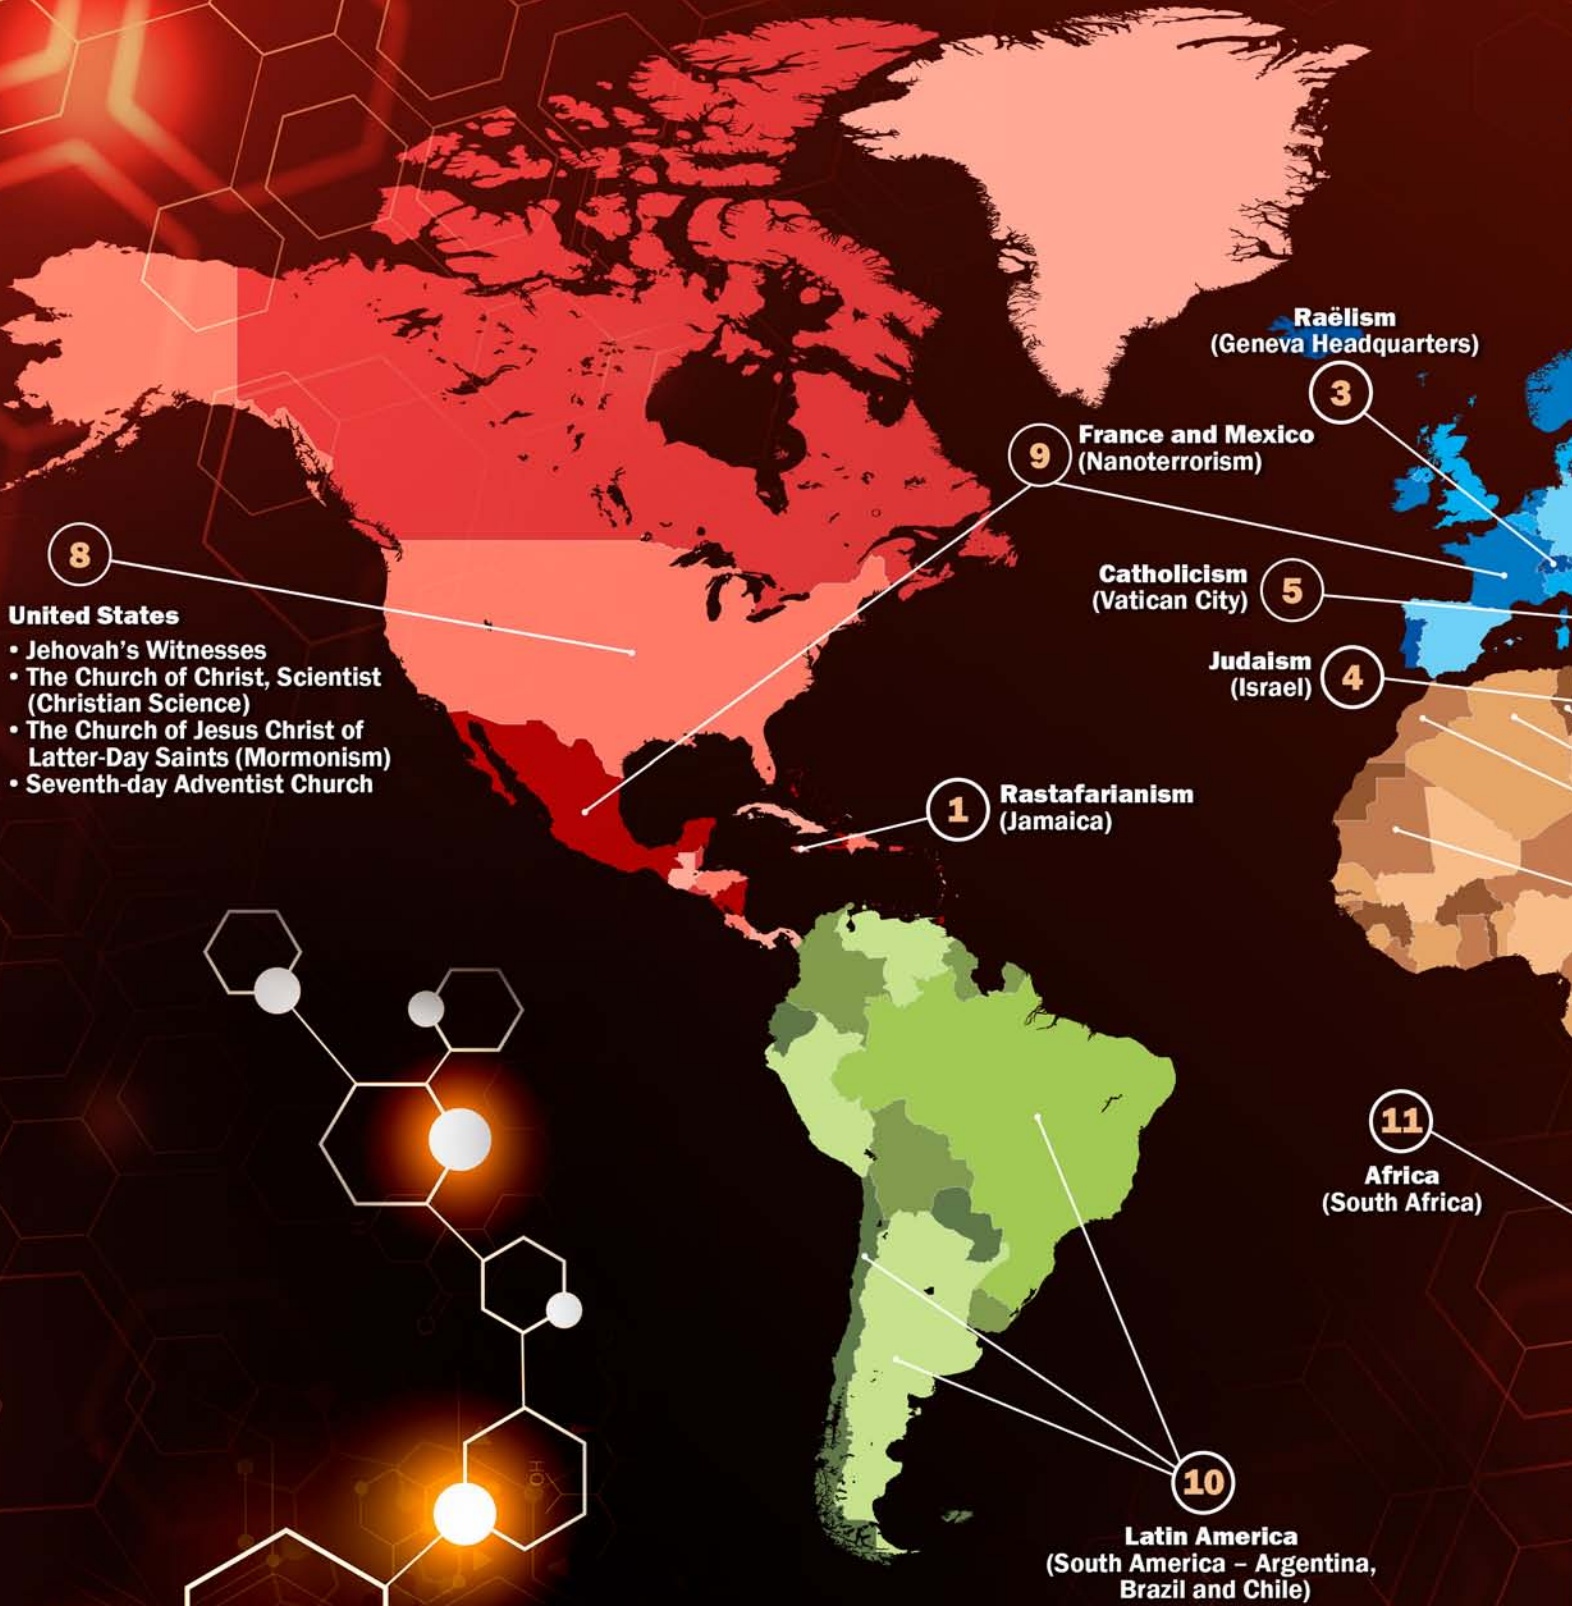 Raëlism
(Geneva Headquarters)
3
9
France and Mexico
(Nanoterrorism)
8
United States
• Jehovah's Witnesses
• The Church of Christ, Scientist
(Christian Science)
• The Church of Jesus Christ of
Latter-Day Saints (Mormonism)
• Seventh-day Adventist Church
Catholicism
(Vatican City)
5
Judaism
(Israel)
4
1
Rastafarianism
(Jamaica)
11
Africa
(South Africa)
10
Latin America
(South America – Argentina,
Brazil and Chile)
HO